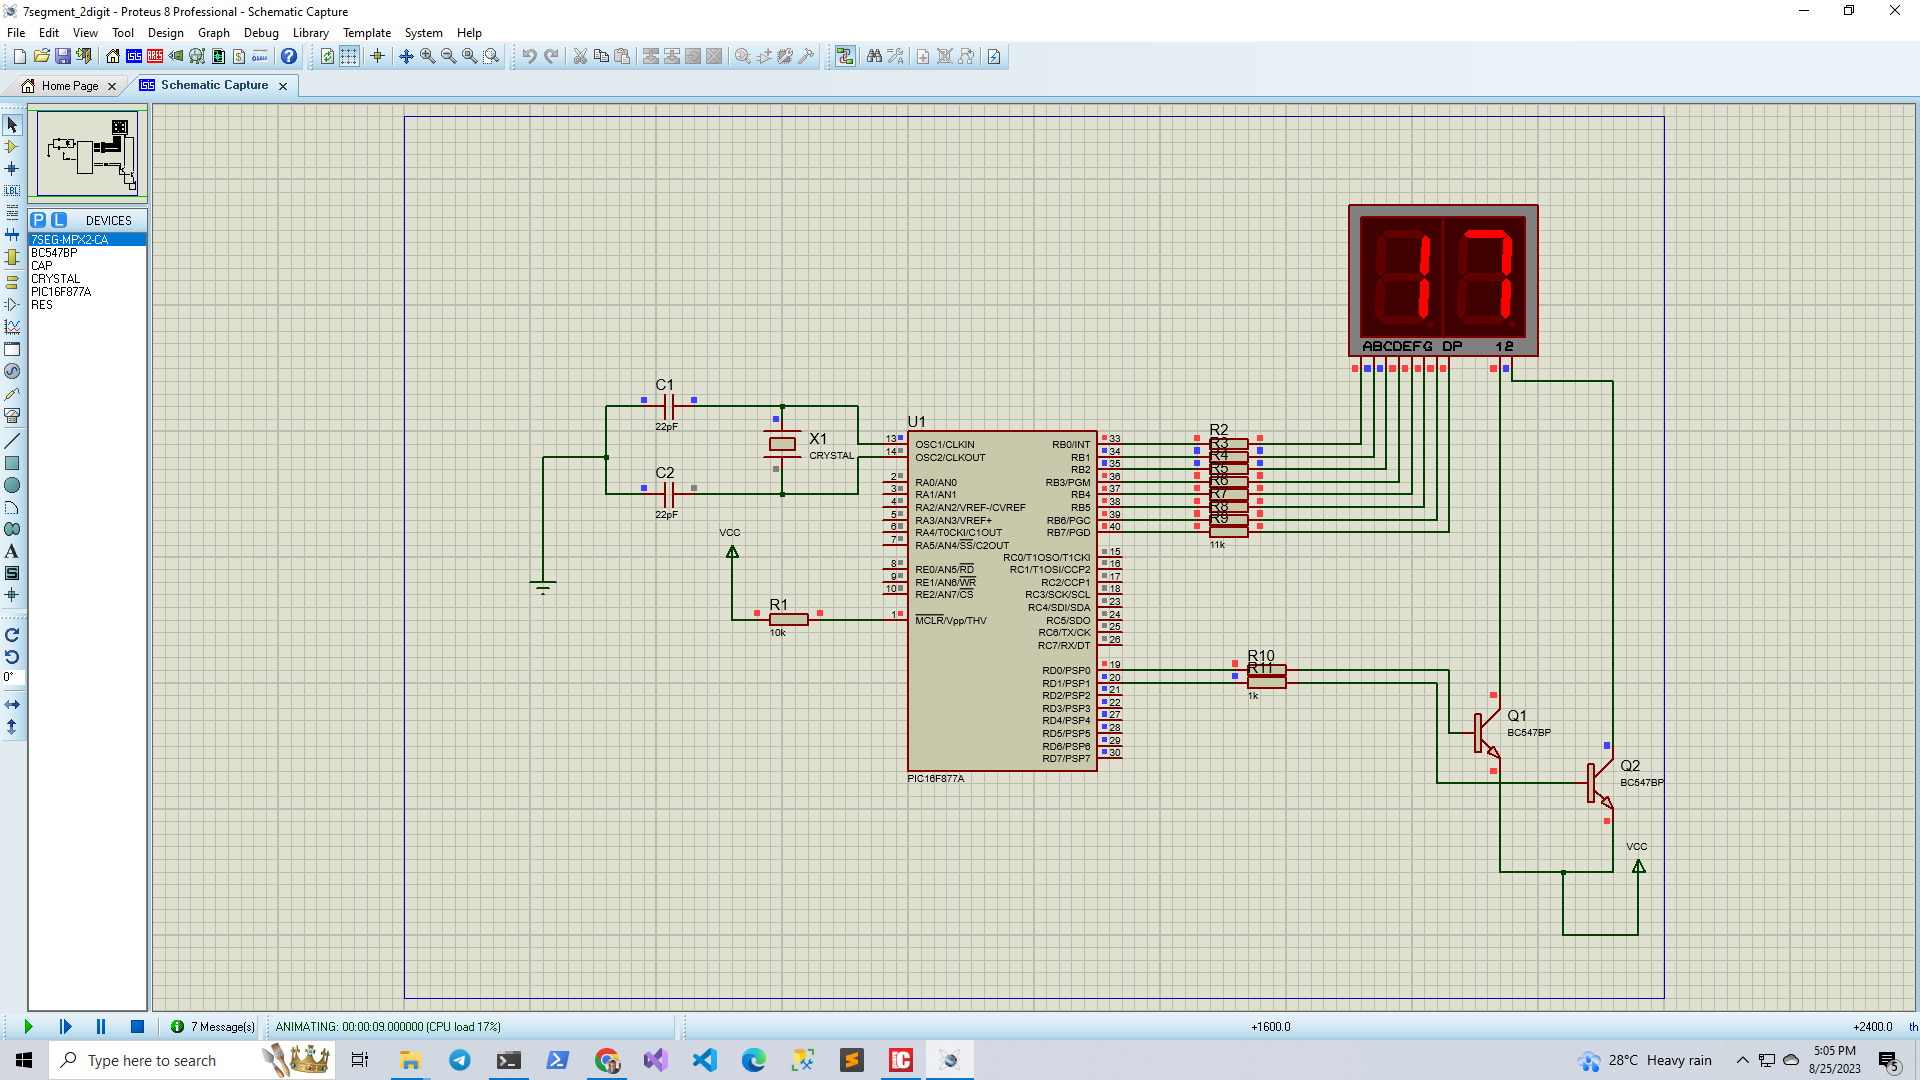 7segment_2digit - Proteus 8 Professional - Schematic Capture
File Edit View Tool Design Graph Debug Library Template System Help
Home Page
Schematic Capture
P L DEVICES
7SEG-MPX2-CA
BC547BP
CAP
CRYSTAL
PIC16F877A
RES
LBL
A
S
0°
17
ABCDEFG DP 12
C1
22pF
X1
CRYSTAL
C2
22pF
VCC
R1
10k
U1
13 OSC1/CLKIN
14 OSC2/CLKOUT
2 RA0/AN0
3 RA1/AN1
4 RA2/AN2/VREF-/CVREF
5 RA3/AN3/VREF+
6 RA4/T0CKI/C1OUT
7 RA5/AN4/SS/C2OUT
8 RE0/AN5/RD
9 RE1/AN6/WR
10 RE2/AN7/CS
1 MCLR/Vpp/THV
RB0/INT 33
RB1 34
RB2 35
RB3/PGM 36
RB4 37
RB5 38
RB6/PGC 39
RB7/PGD 40
RC0/T1OSO/T1CKI 15
RC1/T1OSI/CCP2 16
RC2/CCP1 17
RC3/SCK/SCL 18
RC4/SDI/SDA 23
RC5/SDO 24
RC6/TX/CK 25
RC7/RX/DT 26
RD0/PSP0 19
RD1/PSP1 20
RD2/PSP2 21
RD3/PSP3 22
RD4/PSP4 27
RD5/PSP5 28
RD6/PSP6 29
RD7/PSP7 30
PIC16F877A
R2
R3
R4
R5
R6
R7
R8
R9
11k
R10
R11
1k
Q1
BC547BP
Q2
BC547BP
VCC
7 Message(s)
ANIMATING: 00:00:09.000000 (CPU load 17%)
+1600.0
+2400.0
th
Type here to search
28°C Heavy rain
5:05 PM
8/25/2023
5